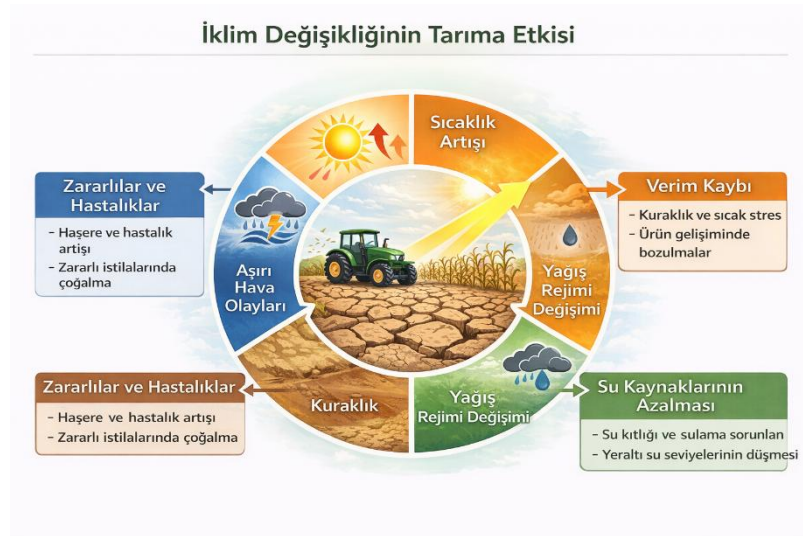 İklim Değişikliğinin Tarıma Etkisi
Sıcaklık
Artışı
Zararlılar ve
Hastalıklar
- Haşere ve hastalık
artişı
- Zararlı istilalarında
çoğalma
Aşırı
Hava
Olayları
Yağış
Rejimi
Değişimi
Verim Kaybı
- Kuraklık ve sıcak stres
- Ürün gelişiminde
bozulmalar
Zararlılar ve Hastalıklar
- Haşere ve hastalık artışı
- Zararlı istilalarında çoğalma
Kuraklık
Yağış
Rejimi Değişimi
Su Kaynaklarının
Azalması
- Su kıtlığı ve sulama sorunları
- Yeraltı su seviyelerinin düşmesi